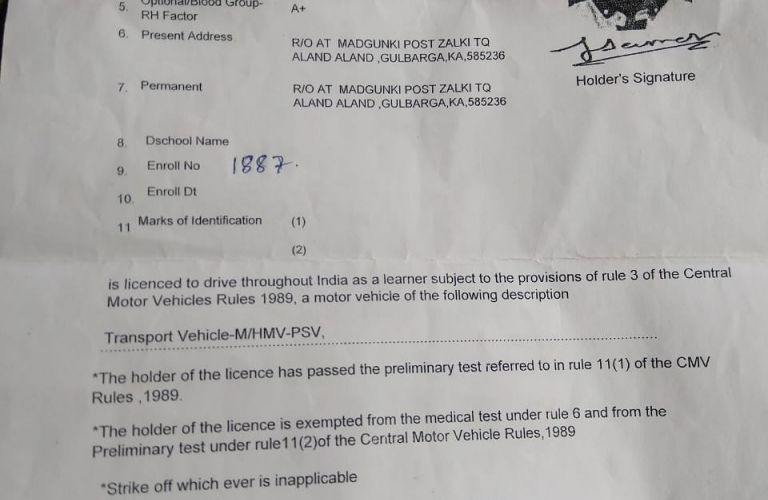 5. Optional/Blood Group- A+
RH Factor
6. Present Address R/O AT MADGUNKI POST ZALKI TQ
ALAND ALAND ,GULBARGA,KA,585236
Holder's Signature
7. Permanent R/O AT MADGUNKI POST ZALKI TQ
ALAND ALAND ,GULBARGA,KA,585236
8. Dschool Name
9. Enroll No 1887.
10. Enroll Dt
11 Marks of Identification (1)
(2)
is licenced to drive throughout India as a learner subject to the provisions of rule 3 of the Central
Motor Vehicles Rules 1989, a motor vehicle of the following description
Transport Vehicle-M/HMV-PSV,
*The holder of the licence has passed the preliminary test referred to in rule 11(1) of the CMV
Rules ,1989.
*The holder of the licence is exempted from the medical test under rule 6 and from the
Preliminary test under rule11(2)of the Central Motor Vehicle Rules,1989
*Strike off which ever is inapplicable